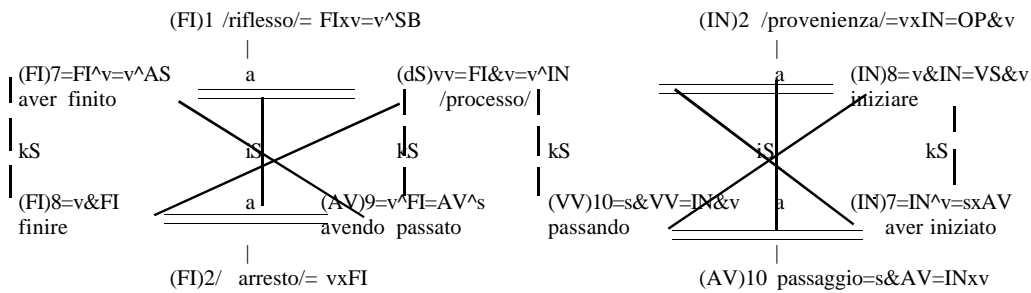 (FI)1 /riflesso/= FIxv=v^SB (IN)2 /provenienza/=vxIN=OP&v
| |
(FI)7=FI^v=v^AS a (dS)vv=FI&v=v^IN a (IN)8=v&IN=VS&v
aver finito /processo/ iniziare
kS iS kS kS iS kS
(FI)8=v&FI a (AV)9=v^FI=AV^s (VV)10=s&VV=IN&v a (IN)7=IN^v=sxAV
finire avendo passato passando aver iniziato
| |
(FI)2/ arresto/= vxFI (AV)10 passaggio=s&AV=INxv